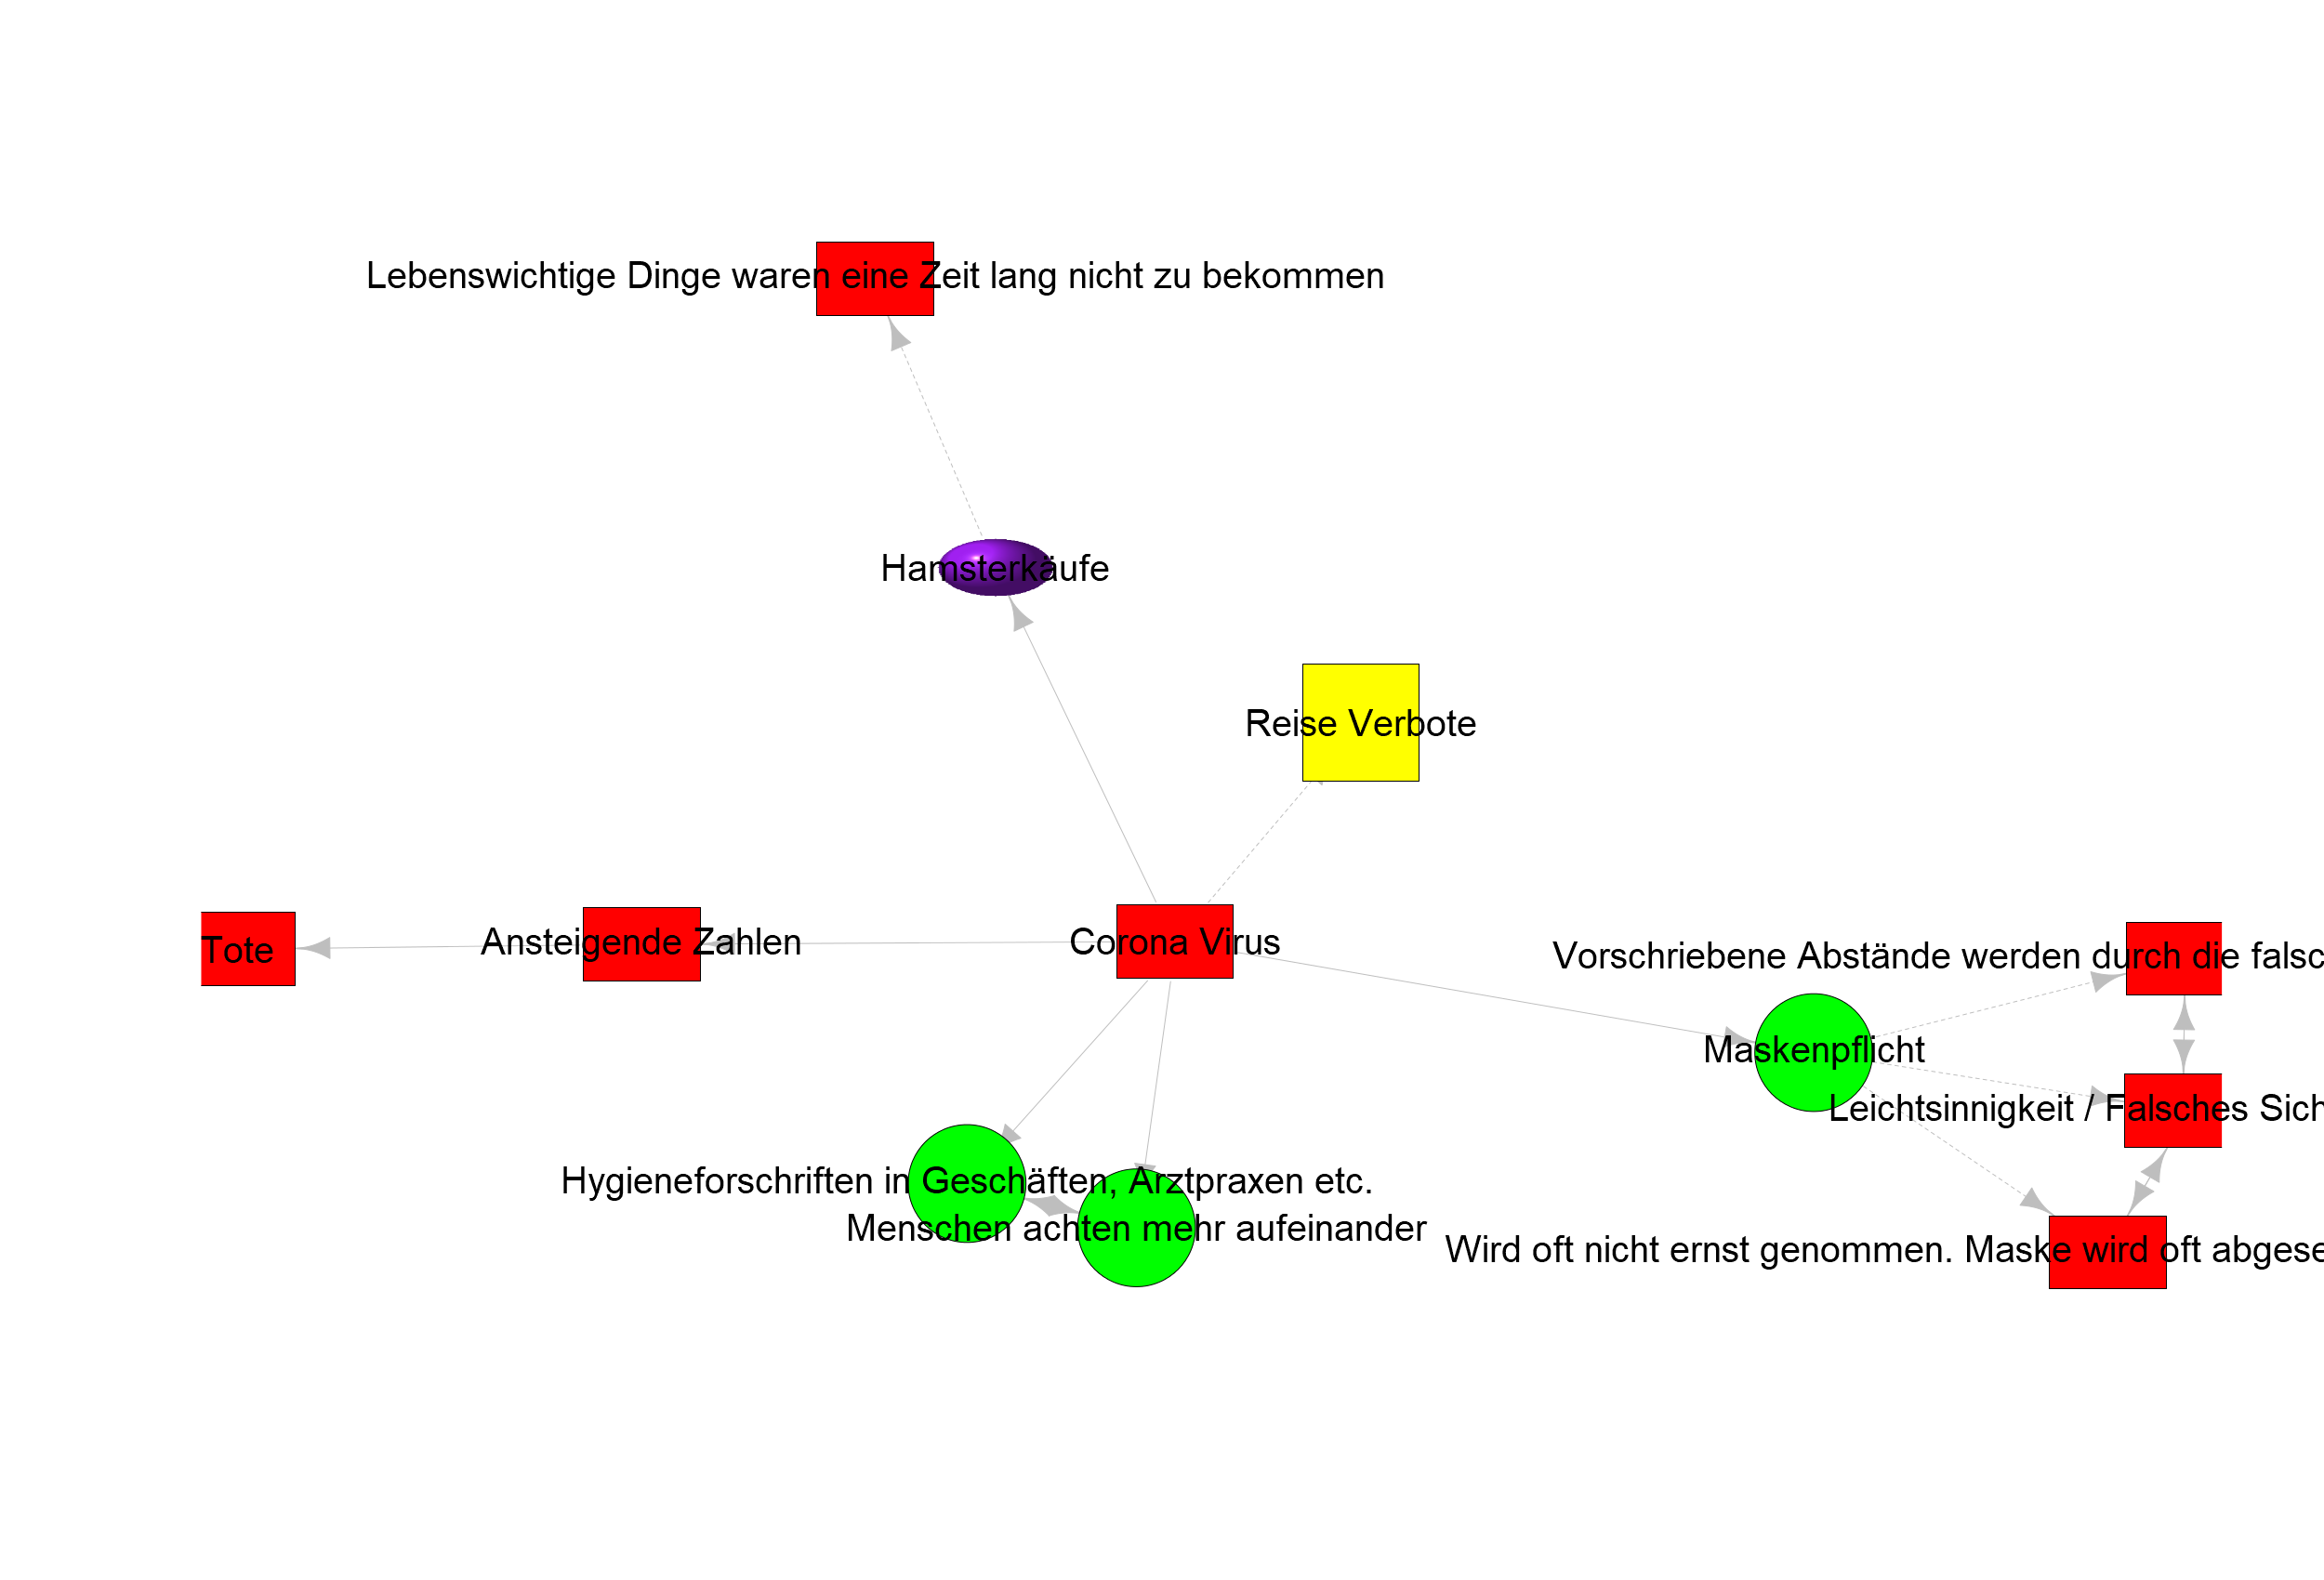 Lebenswichtige Dinge waren eine Zeit lang nicht zu bekommen
Hamsterkäufe
Reise Verbote
Tote
Ansteigende Zahlen
Corona Virus
Vorschriebene Abstände werden durch die falsc
Maskenpflicht
Leichtsinnigkeit / Falsches Sich
Hygieneforschriften in Geschäften, Arztpraxen etc.
Menschen achten mehr aufeinander
Wird oft nicht ernst genommen. Maske wird oft abgese